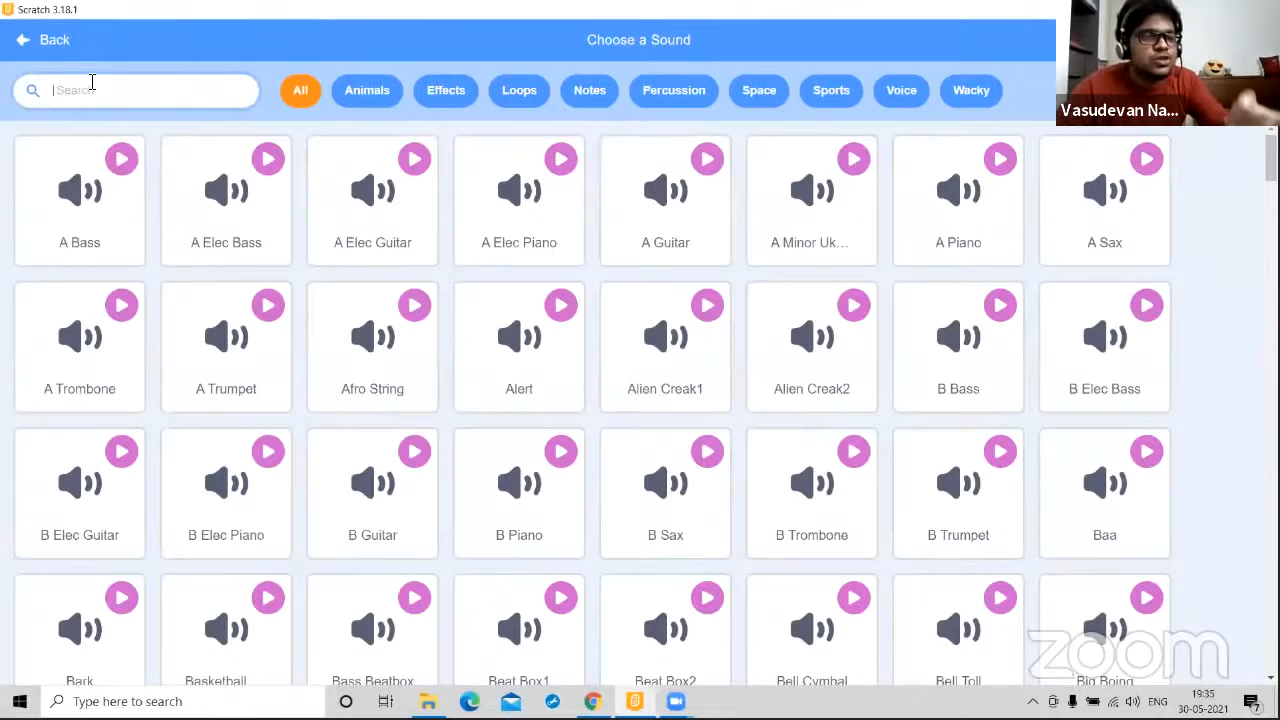 Scratch 3.18.1
Back
Choose a Sound
Search
All
Animals
Effects
Loops
Notes
Percussion
Space
Sports
Voice
Wacky
Vasudevan Na...
A Bass
A Elec Bass
A Elec Guitar
A Elec Piano
A Guitar
A Minor Uk...
A Piano
A Sax
A Trombone
A Trumpet
Afro String
Alert
Alien Creak1
Alien Creak2
B Bass
B Elec Bass
B Elec Guitar
B Elec Piano
B Guitar
B Piano
B Sax
B Trombone
B Trumpet
Baa
Bark
Basketball
Bass Beatbox
Beat Box1
Beat Box2
Bell Cymbal
Bell Toll
Big Boing
zoom
Type here to search
ENG
19:35
30-05-2021
7